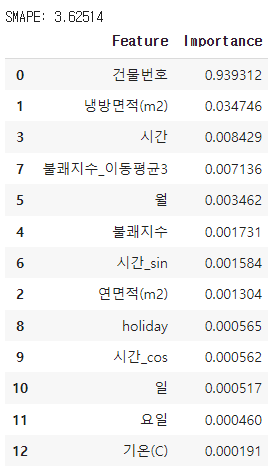 SMAPE: 3.62514
Feature Importance
0 건물번호 0.939312
1 냉방면적(m2) 0.034746
3 시간 0.008429
7 불쾌지수_이동평균3 0.007136
5 월 0.003462
4 불쾌지수 0.001731
6 시간_sin 0.001584
2 연면적(m2) 0.001304
8 holiday 0.000565
9 시간_cos 0.000562
10 일 0.000517
11 요일 0.000460
12 기온(C) 0.000191